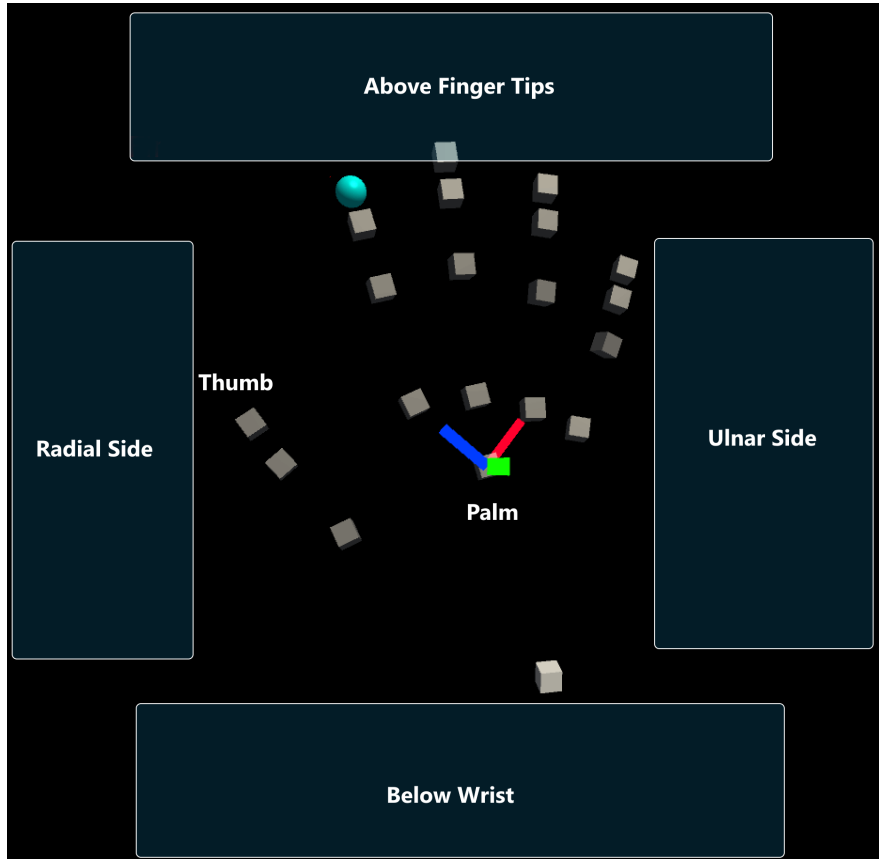 Above Finger Tips
Thumb
Radial Side
Ulnar Side
Palm
Below Wrist